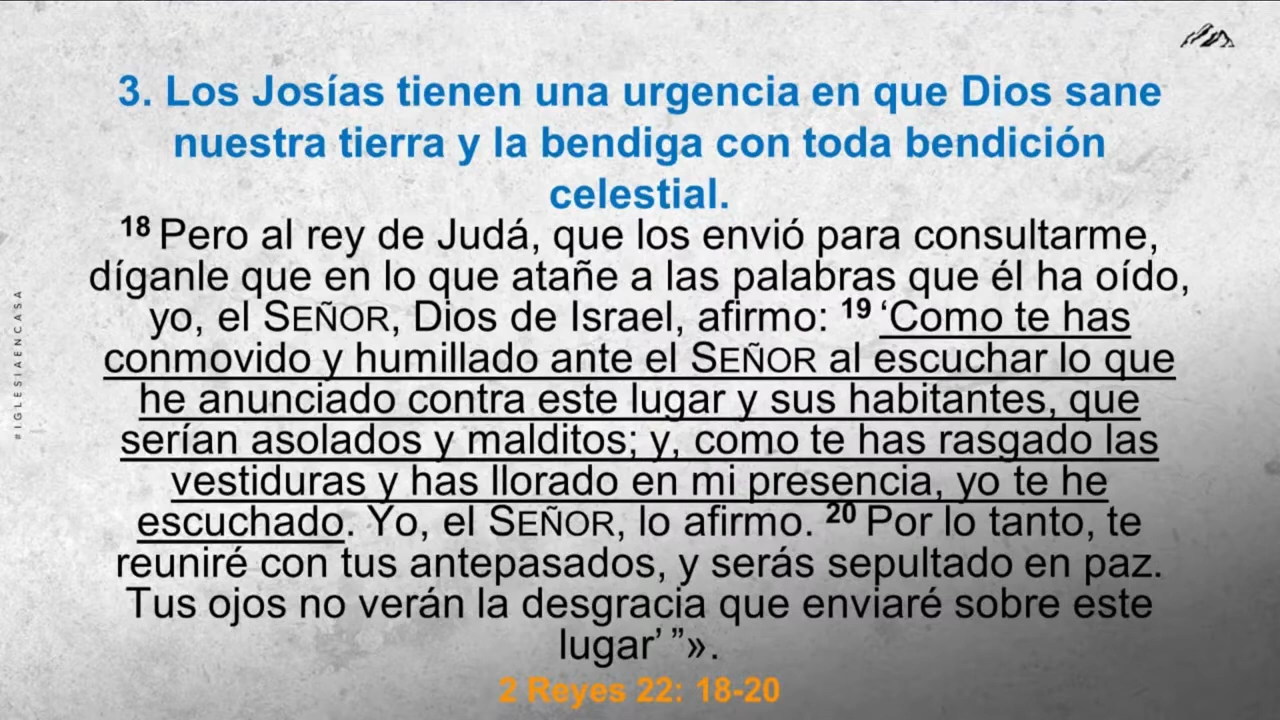 3. Los Josías tienen una urgencia en que Dios sane
nuestra tierra y la bendiga con toda bendición
celestial.
18 Pero al rey de Judá, que los envió para consultarme,
díganle que en lo que atañe a las palabras que él ha oído,
yo, el SEÑOR, Dios de Israel, afirmo: 19 ‘Como te has
conmovido y humillado ante el SEÑOR al escuchar lo que
he anunciado contra este lugar y sus habitantes, que
serían asolados y malditos; y, como te has rasgado las
vestiduras y has llorado en mi presencia, yo te he
escuchado. Yo, el SEÑOR, lo afirmo. 20 Por lo tanto, te
reuniré con tus antepasados, y serás sepultado en paz.
Tus ojos no verán la desgracia que enviaré sobre este
lugar’ ”».
2 Reyes 22: 18-20
#IGLESIAENCASA